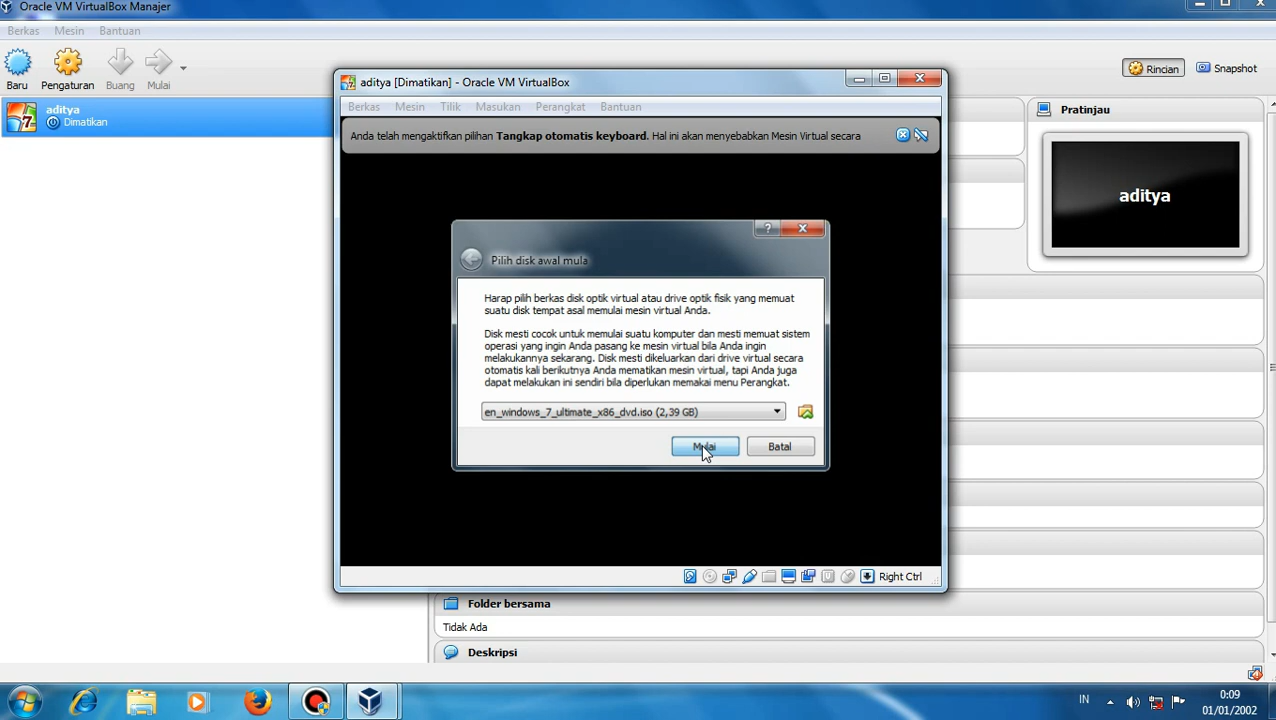 Oracle VM VirtualBox Manajer
Berkas Mesin Bantuan
Baru Pengaturan Buang Mulai
Rincian Snapshot
aditya
Dimatikan
aditya [Dimatikan] - Oracle VM VirtualBox
Berkas Mesin Tilik Masukan Perangkat Bantuan
Anda telah mengaktifkan pilihan Tangkap otomatis keyboard. Hal ini akan menyebabkan Mesin Virtual secara
Pratinjau
aditya
Pilih disk awal mula
Harap pilih berkas disk optik virtual atau drive optik fisik yang memuat
suatu disk tempat asal memulai mesin virtual Anda.
Disk mesti cocok untuk memulai suatu komputer dan mesti memuat sistem
operasi yang ingin Anda pasang ke mesin virtual bila Anda ingin
melakukannya sekarang. Disk mesti dikeluarkan dari drive virtual secara
otomatis kali berikutnya Anda mematikan mesin virtual, tapi Anda juga
dapat melakukan ini sendiri bila diperlukan memakai menu Perangkat.
en_windows_7_ultimate_x86_dvd.iso (2,39 GB)
Mulai Batal
Right Ctrl
Folder bersama
Tidak Ada
Deskripsi
IN
0:09
01/01/2002